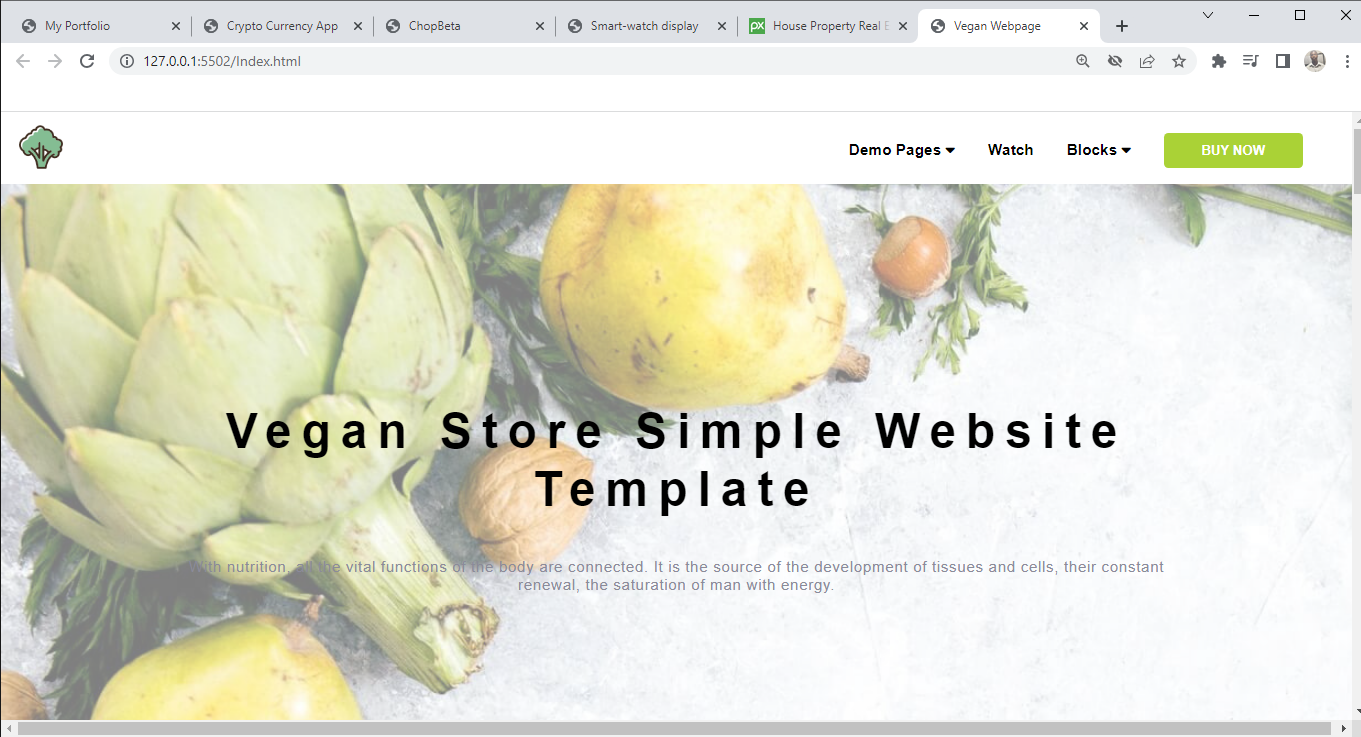 My Portfolio
Crypto Currency App
ChopBeta
Smart-watch display
px House Property Real E
Vegan Webpage
127.0.0.1:5502/Index.html
Demo Pages
Watch
Blocks
BUY NOW
Vegan Store Simple Website
Template
With nutrition, all the vital functions of the body are connected. It is the source of the development of tissues and cells, their constant
renewal, the saturation of man with energy.